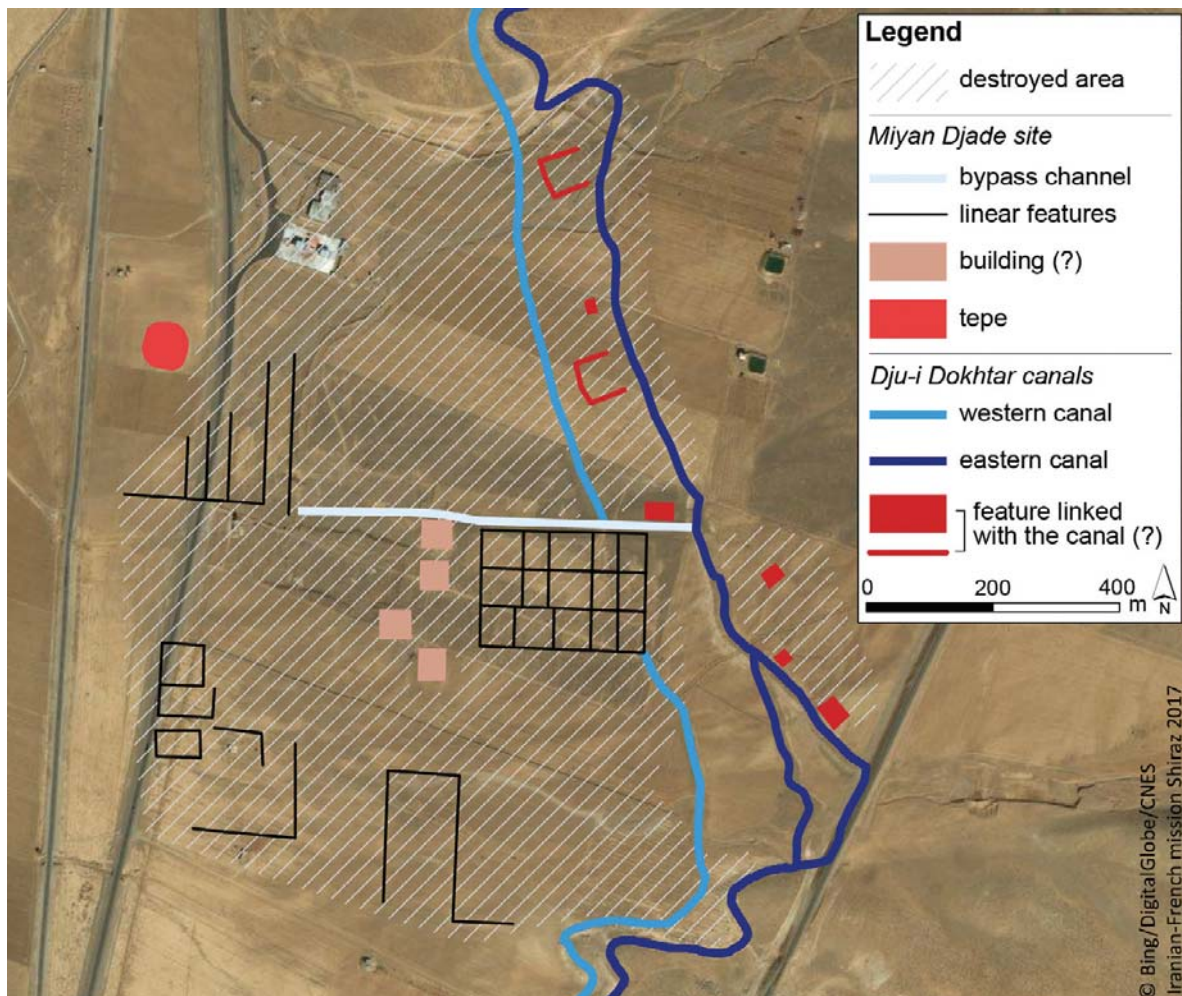 Legend
destroyed area
Miyan Djade site
bypass channel
linear features
building (?)
tepe
Dju-i Dokhtar canals
western canal
eastern canal
feature linked
with the canal (?)
0 200 400
m N
© Bing/DigitalGlobe/CNES
Iranian-French mission Shiraz 2017